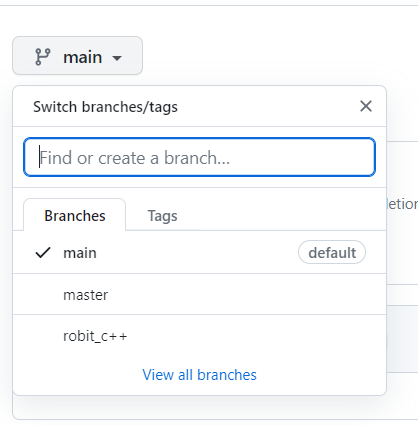 main
Switch branches/tags
Find or create a branch...
Branches Tags
main default
master
robit_c++
View all branches